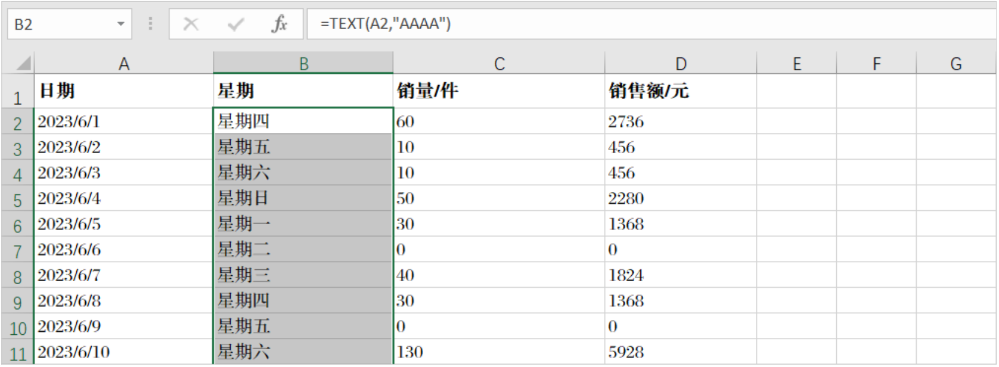 B2 fx =TEXT(A2,"AAAA")
A B C D E F G
1 日期 星期 销量/件 销售额/元
2 2023/6/1 星期四 60 2736
3 2023/6/2 星期五 10 456
4 2023/6/3 星期六 10 456
5 2023/6/4 星期日 50 2280
6 2023/6/5 星期一 30 1368
7 2023/6/6 星期二 0 0
8 2023/6/7 星期三 40 1824
9 2023/6/8 星期四 30 1368
10 2023/6/9 星期五 0 0
11 2023/6/10 星期六 130 5928